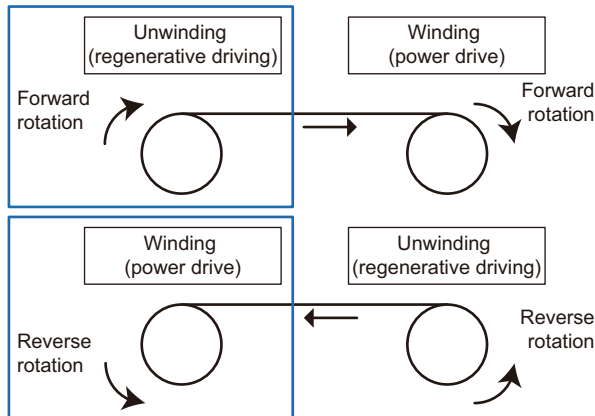 Unwinding
(regenerative driving)
Winding
(power drive)
Forward
rotation
Forward
rotation
Winding
(power drive)
Unwinding
(regenerative driving)
Reverse
rotation
Reverse
rotation